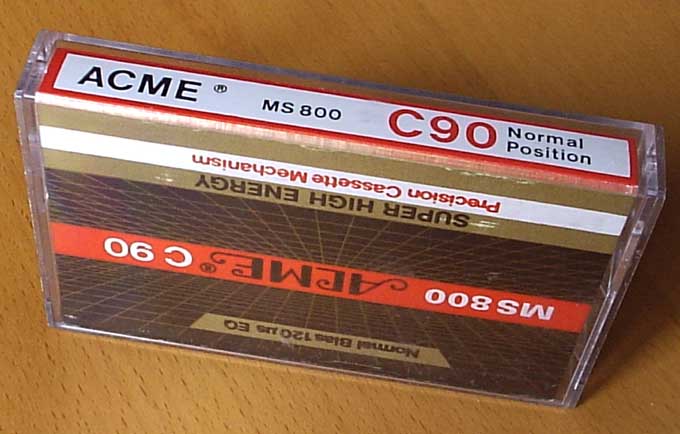 ACME ® MS 800 C90 Normal Position
Precision Cassette Mechanism
SUPER HIGH ENERGY
MS 800 ACME® C 90
Normal Bias 120 µs EQ